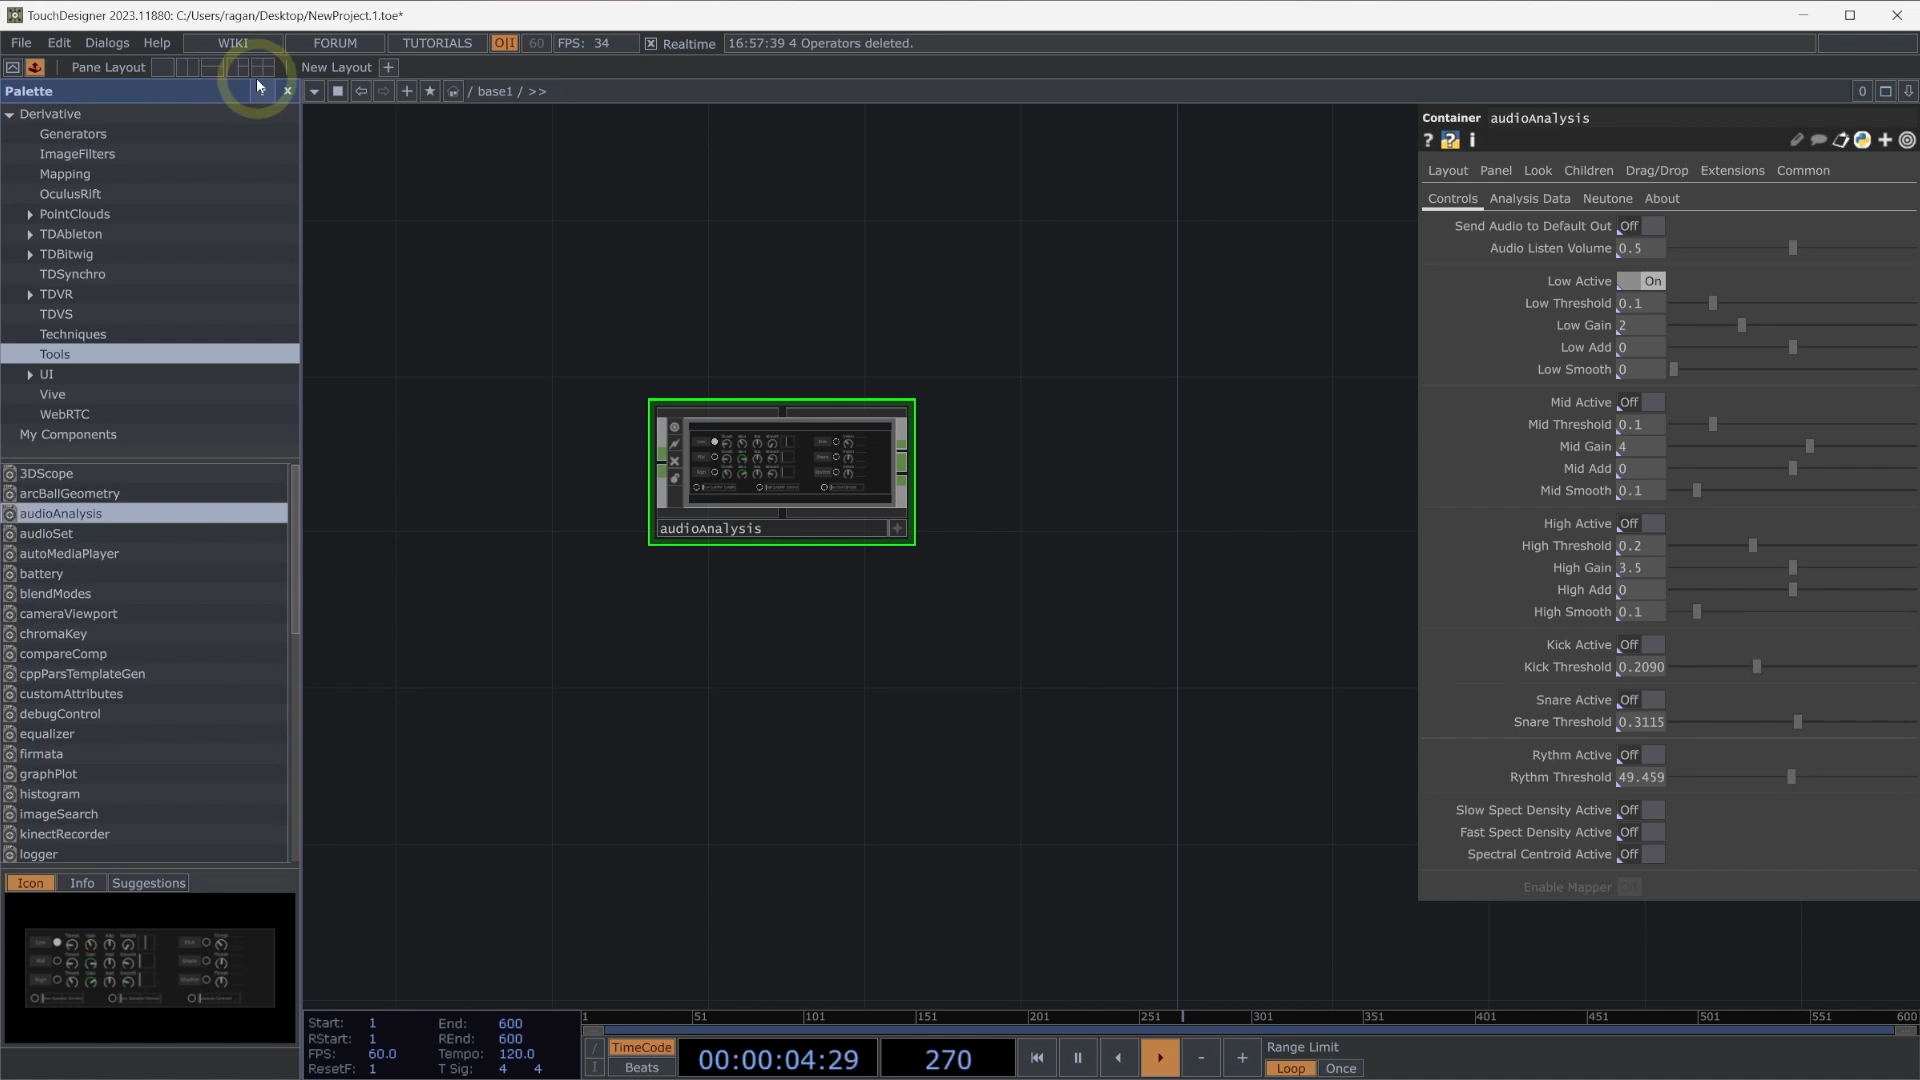 TouchDesigner 2023.11880: C:/Users/ragan/Desktop/NewProject.1.toe*
File Edit Dialogs Help WIKI FORUM TUTORIALS O|I 60 FPS: 34 Realtime 16:57:39 4 Operators deleted.
Pane Layout New Layout +
Palette x / base1 / >> 0
Derivative
Generators
ImageFilters
Mapping
OculusRift
PointClouds
TDAbleton
TDBitwig
TDSynchro
TDVR
TDVS
Techniques
Tools
UI
Vive
WebRTC
My Components
3DScope
arcBallGeometry
audioAnalysis
audioSet
autoMediaPlayer
battery
blendModes
cameraViewport
chromaKey
compareComp
cppParsTemplateGen
customAttributes
debugControl
equalizer
firmata
graphPlot
histogram
imageSearch
kinectRecorder
logger
Icon Info Suggestions
audioAnalysis
Container audioAnalysis
? ? i
Layout Panel Look Children Drag/Drop Extensions Common
Controls Analysis Data Neutone About
Send Audio to Default Out Off
Audio Listen Volume 0.5
Low Active On
Low Threshold 0.1
Low Gain 2
Low Add 0
Low Smooth 0
Mid Active Off
Mid Threshold 0.1
Mid Gain 4
Mid Add 0
Mid Smooth 0.1
High Active Off
High Threshold 0.2
High Gain 3.5
High Add 0
High Smooth 0.1
Kick Active Off
Kick Threshold 0.2090
Snare Active Off
Snare Threshold 0.3115
Rythm Active Off
Rythm Threshold 49.459
Slow Spect Density Active Off
Fast Spect Density Active Off
Spectral Centroid Active Off
Enable Mapper
Start: 1 End: 600
RStart: 1 REnd: 600
FPS: 60.0 Tempo: 120.0
ResetF: 1 T Sig: 4 4
1 51 101 151 201 251 301 351 401 451 501 551 600
TimeCode
Beats
00:00:04:29 270
- +
Range Limit
Loop Once